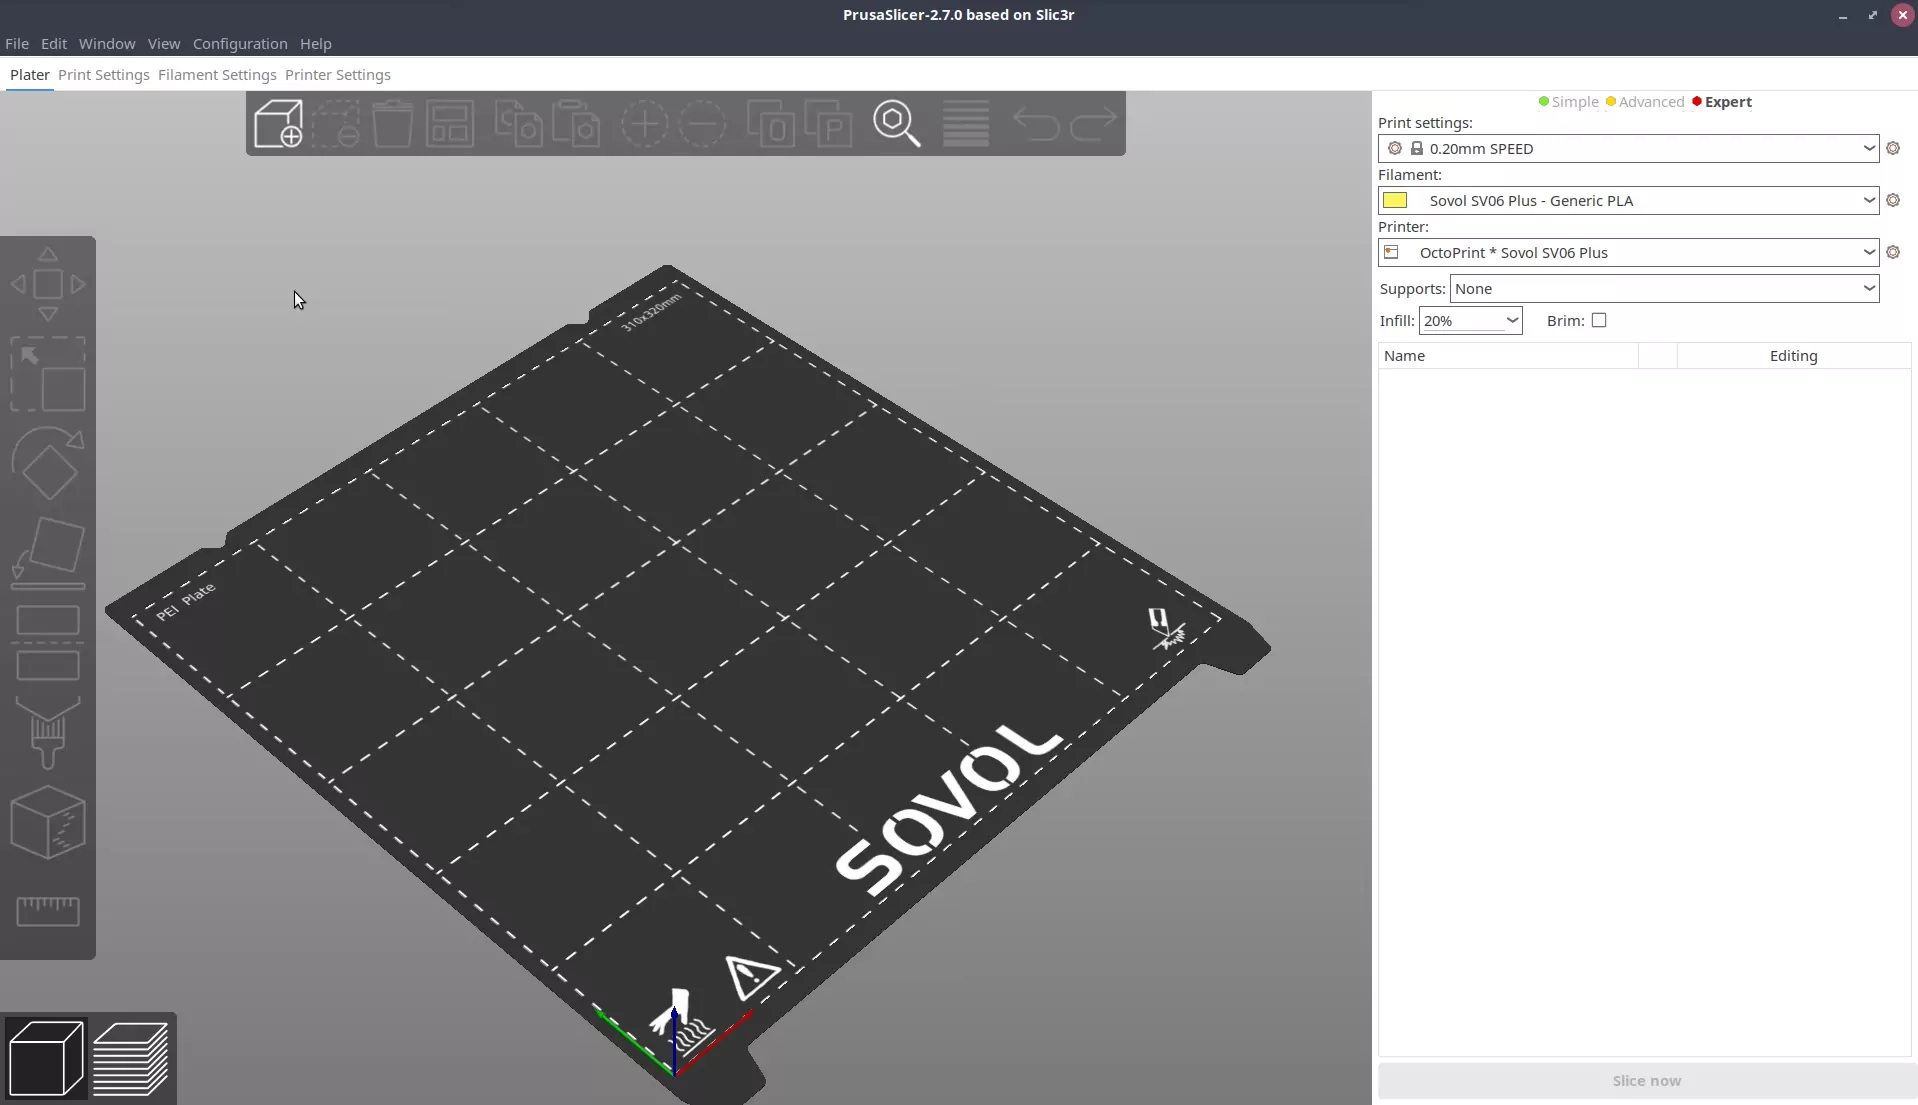 PrusaSlicer-2.7.0 based on Slic3r
File Edit Window View Configuration Help
Plater Print Settings Filament Settings Printer Settings
Simple Advanced Expert
Print settings:
0.20mm SPEED
Filament:
Sovol SV06 Plus - Generic PLA
Printer:
OctoPrint * Sovol SV06 Plus
Supports: None
Infill: 20% Brim:
Name Editing
O P
310x320mm
PEI Plate
SOVOL
Slice now